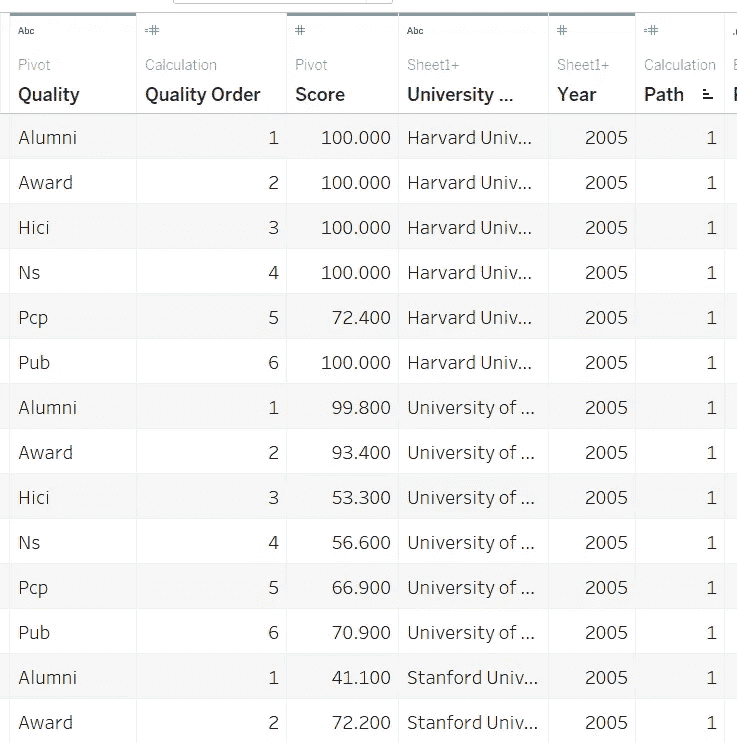 Abc =# # Abc # =#
Pivot Calculation Pivot Sheet1+ Sheet1+ Calculation
Quality Quality Order Score University ... Year Path
Alumni 1 100.000 Harvard Univ... 2005 1
Award 2 100.000 Harvard Univ... 2005 1
Hici 3 100.000 Harvard Univ... 2005 1
Ns 4 100.000 Harvard Univ... 2005 1
Pcp 5 72.400 Harvard Univ... 2005 1
Pub 6 100.000 Harvard Univ... 2005 1
Alumni 1 99.800 University of ... 2005 1
Award 2 93.400 University of ... 2005 1
Hici 3 53.300 University of ... 2005 1
Ns 4 56.600 University of ... 2005 1
Pcp 5 66.900 University of ... 2005 1
Pub 6 70.900 University of ... 2005 1
Alumni 1 41.100 Stanford Univ... 2005 1
Award 2 72.200 Stanford Univ... 2005 1